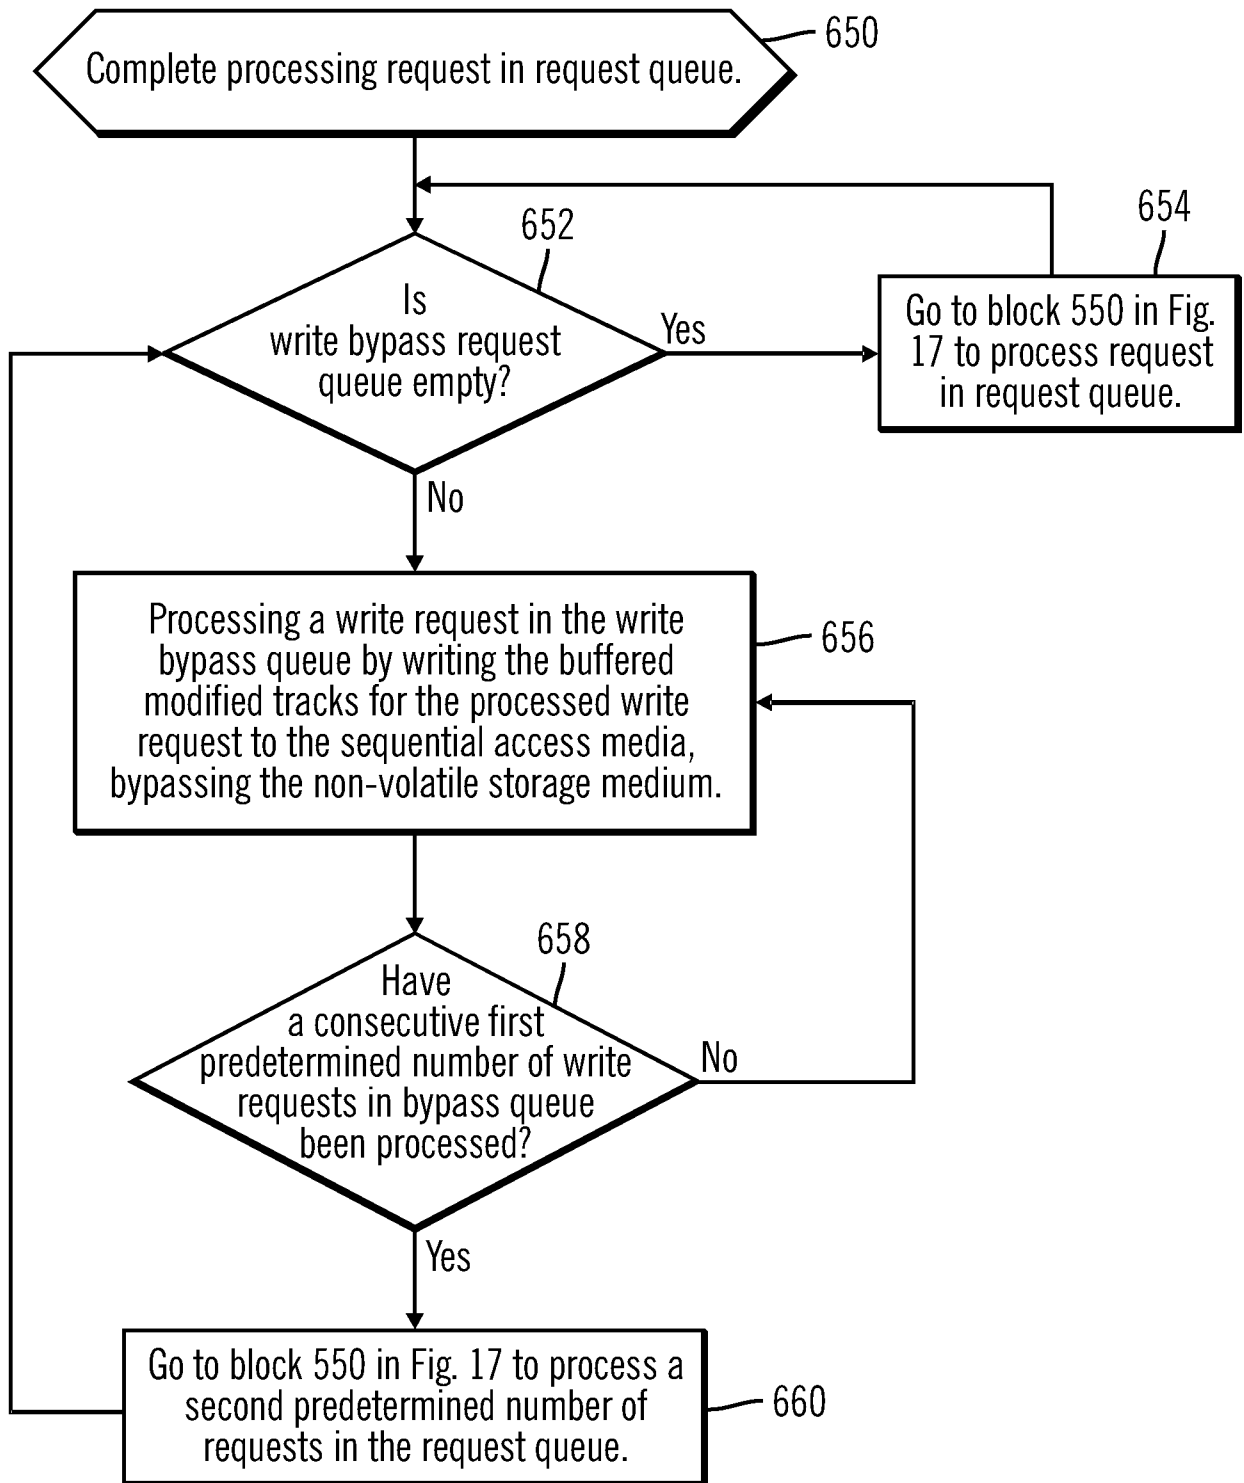 650
Complete processing request in request queue.
652
654
Is
write bypass request
queue empty?
Yes
Go to block 550 in Fig.
17 to process request
in request queue.
No
Processing a write request in the write
bypass queue by writing the buffered
modified tracks for the processed write
request to the sequential access media,
bypassing the non-volatile storage medium.
656
658
Have
a consecutive first
predetermined number of write
requests in bypass queue
been processed?
No
Yes
Go to block 550 in Fig. 17 to process a
second predetermined number of
requests in the request queue.
660